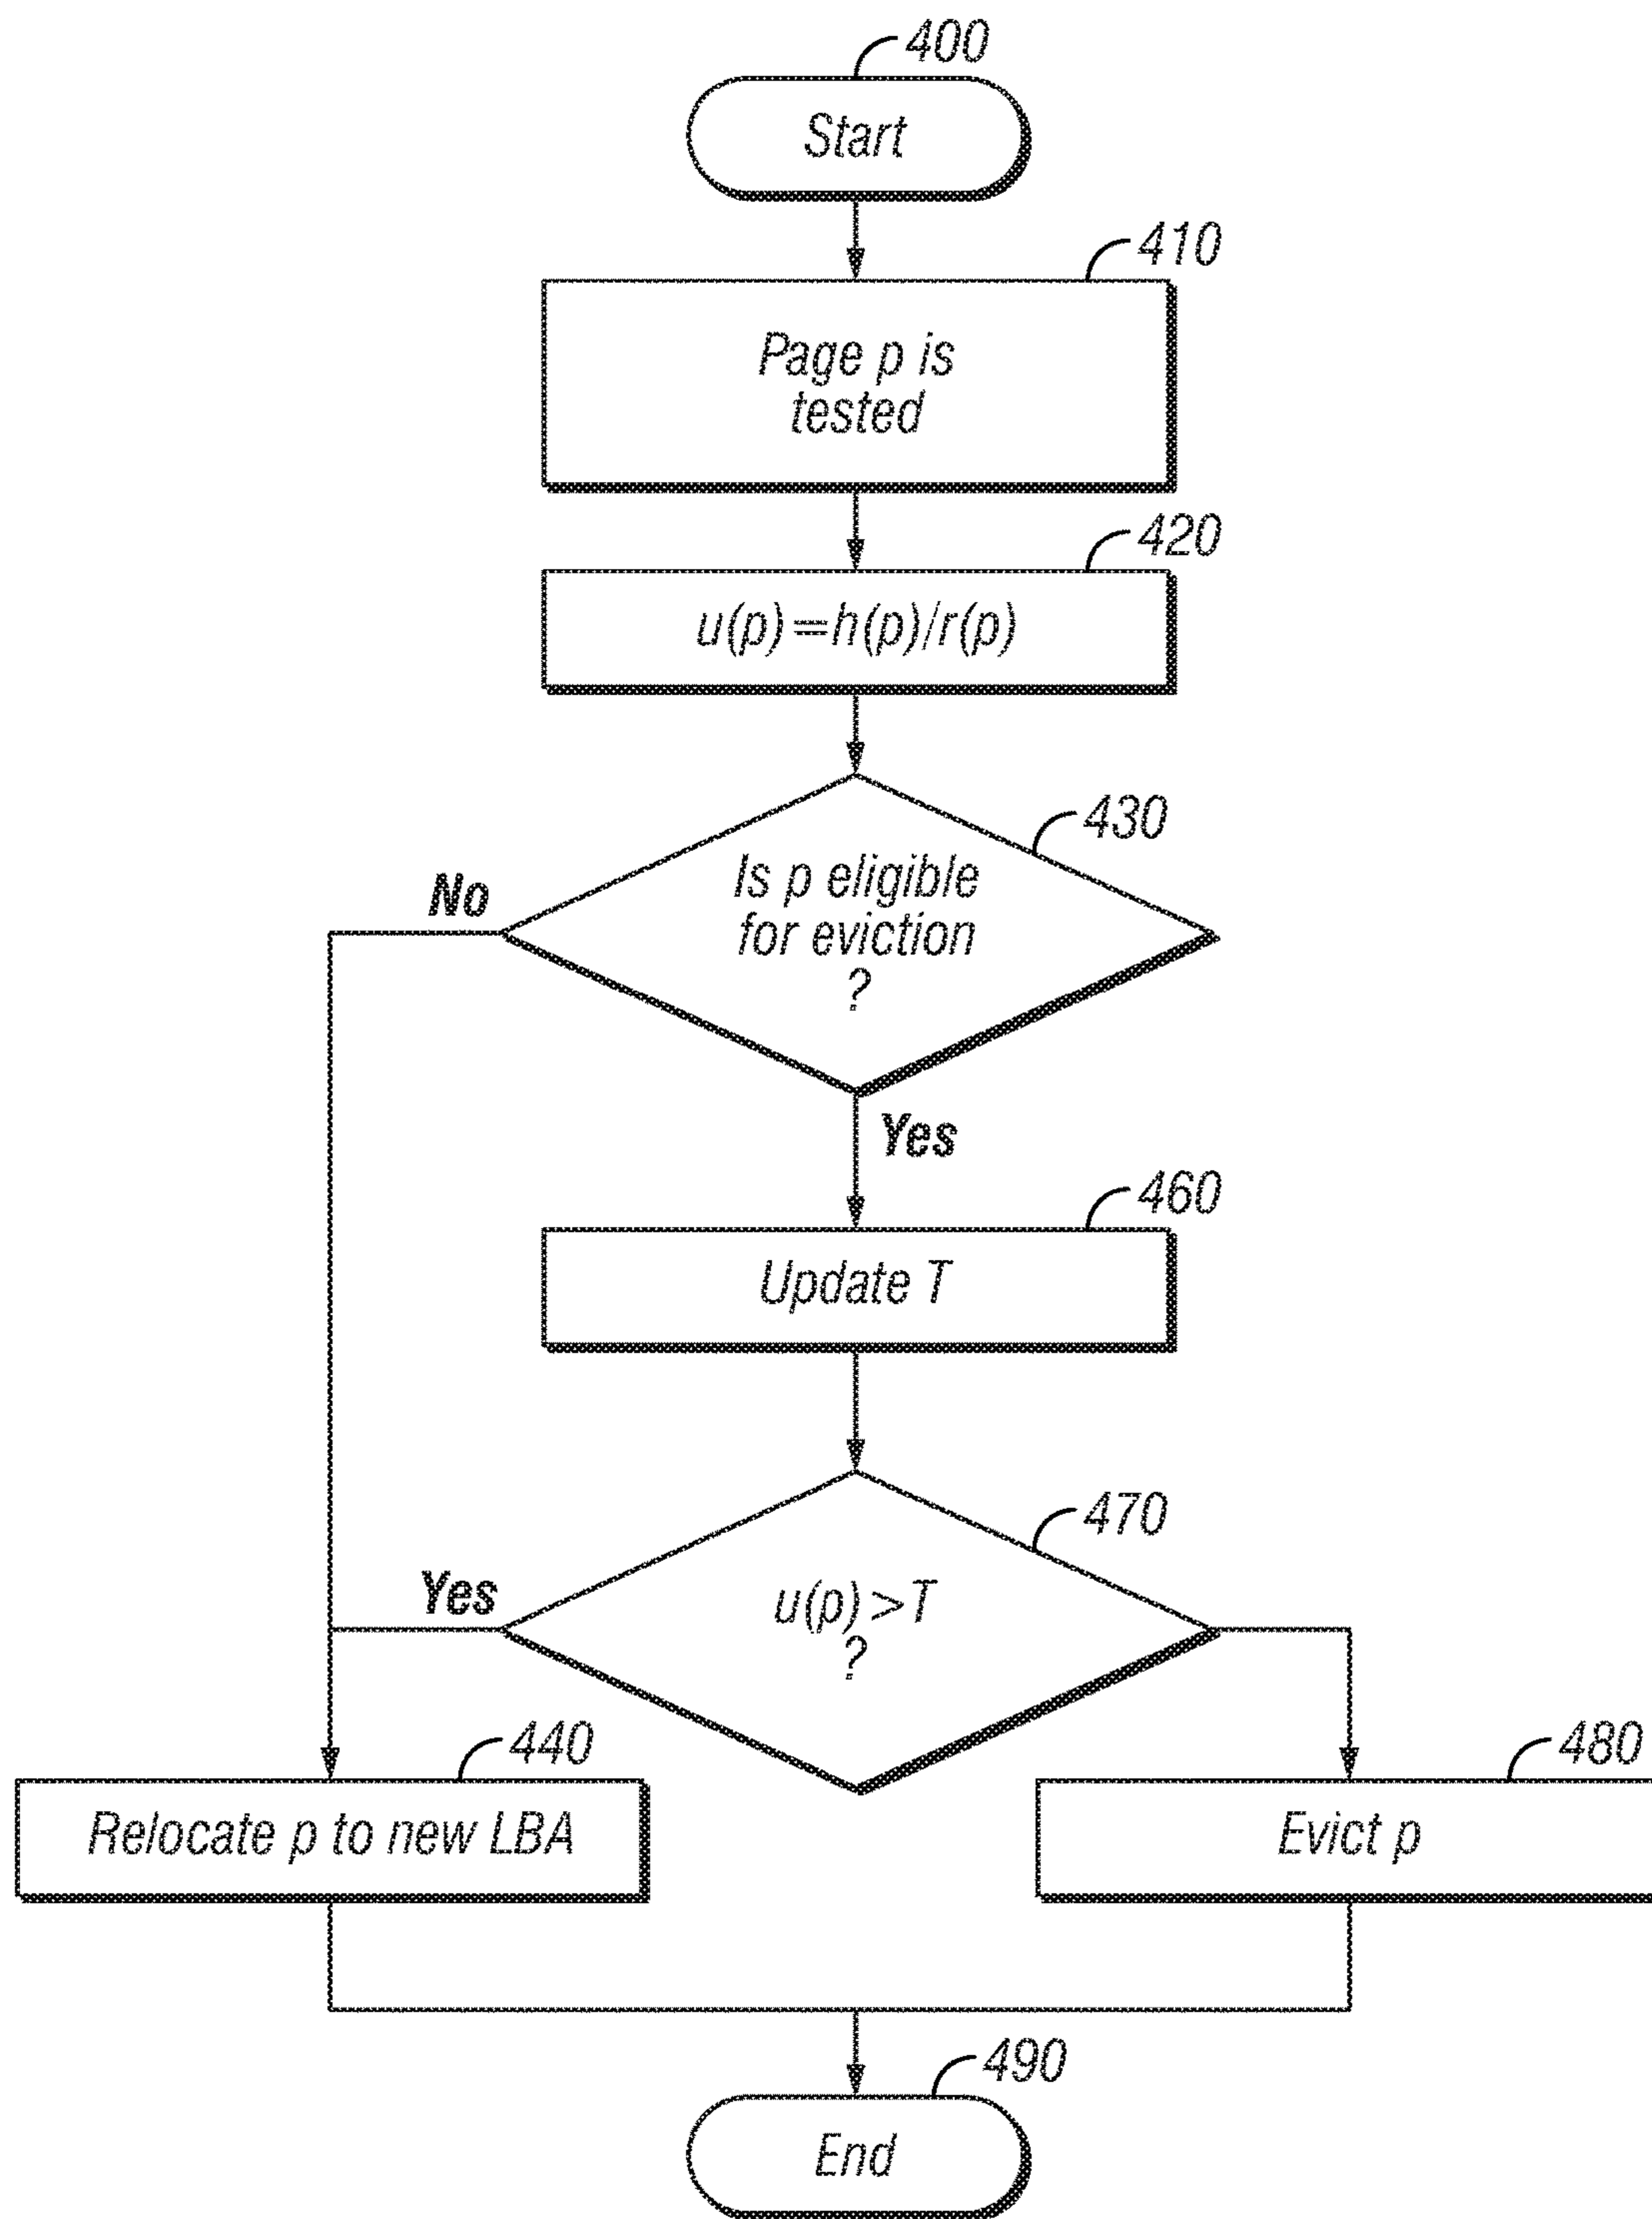 400
Start
410
Page p is
tested
420
u(p)=h(p)/r(p)
430
Is p eligible
for eviction
?
No
Yes
460
Update T
470
u(p)>T
?
Yes
440
Relocate p to new LBA
480
Evict p
490
End